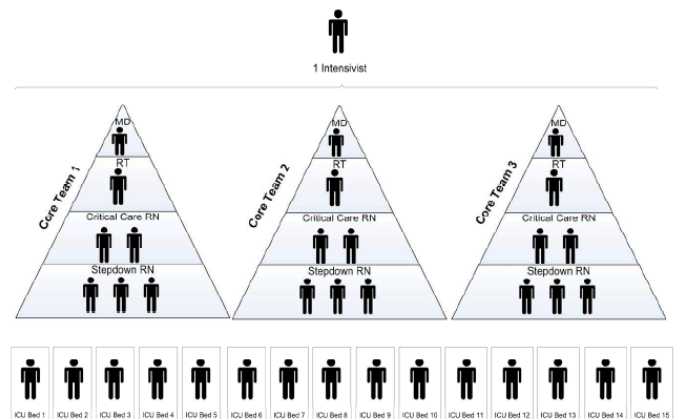 1 Intensivist
MD
RT
Critical Care RN
Stepdown RN
Core Team 1
MD
RT
Critical Care RN
Stepdown RN
Core Team 2
MD
RT
Critical Care RN
Stepdown RN
Core Team 3
ICU Bed 1
ICU Bed 2
ICU Bed 3
ICU Bed 4
ICU Bed 5
ICU Bed 6
ICU Bed 7
ICU Bed 8
ICU Bed 9
ICU Bed 10
ICU Bed 11
ICU Bed 12
ICU Bed 13
ICU Bed 14
ICU Bed 15